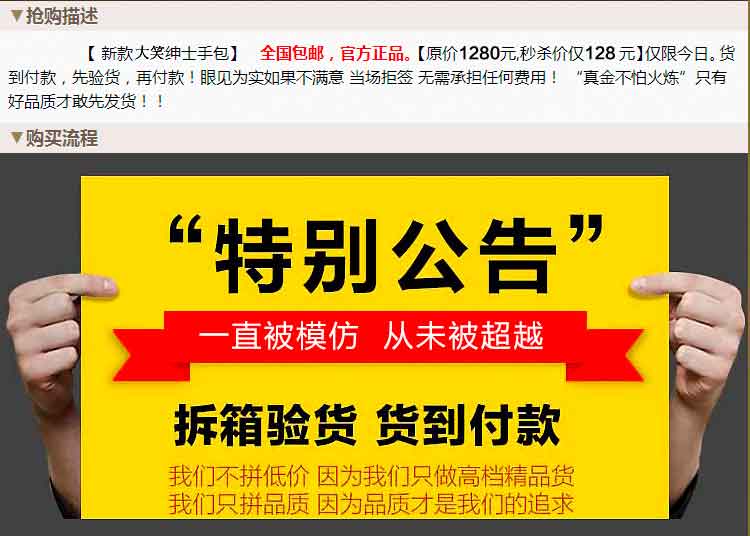 ▼抢购描述
【 新款大笑绅士手包】 全国包邮，官方正品。【原价1280元,秒杀价仅128 元】仅限今日。货
到付款，先验货，再付款！眼见为实如果不满意 当场拒签 无需承担任何费用！ “真金不怕火炼”只有
好品质才敢先发货！！
▼购买流程
“特别公告”
一直被模仿 从未被超越
拆箱验货 货到付款
我们不拼低价 因为我们只做高档精品货
我们只拼品质 因为品质才是我们的追求